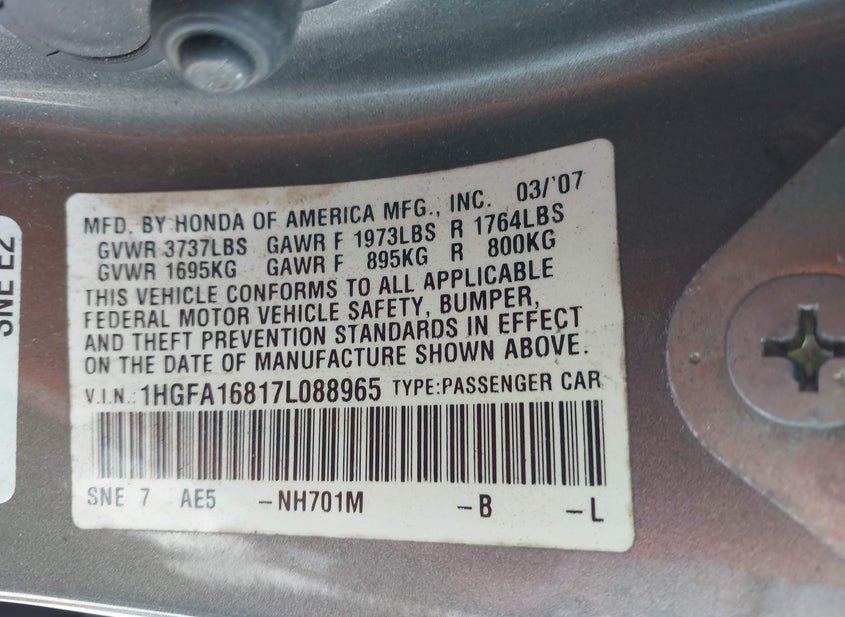 MFD. BY HONDA OF AMERICA MFG., INC. 03/'07
GVWR 3737LBS GAWR F 1973LBS R 1764LBS
GVWR 1695KG GAWR F 895KG R 800KG
THIS VEHICLE CONFORMS TO ALL APPLICABLE
FEDERAL MOTOR VEHICLE SAFETY, BUMPER,
AND THEFT PREVENTION STANDARDS IN EFFECT
ON THE DATE OF MANUFACTURE SHOWN ABOVE.
V.I.N.: 1HGFA16817L088965 TYPE:PASSENGER CAR
SNE 7 AE5 -NH701M -B -L
SNE E2